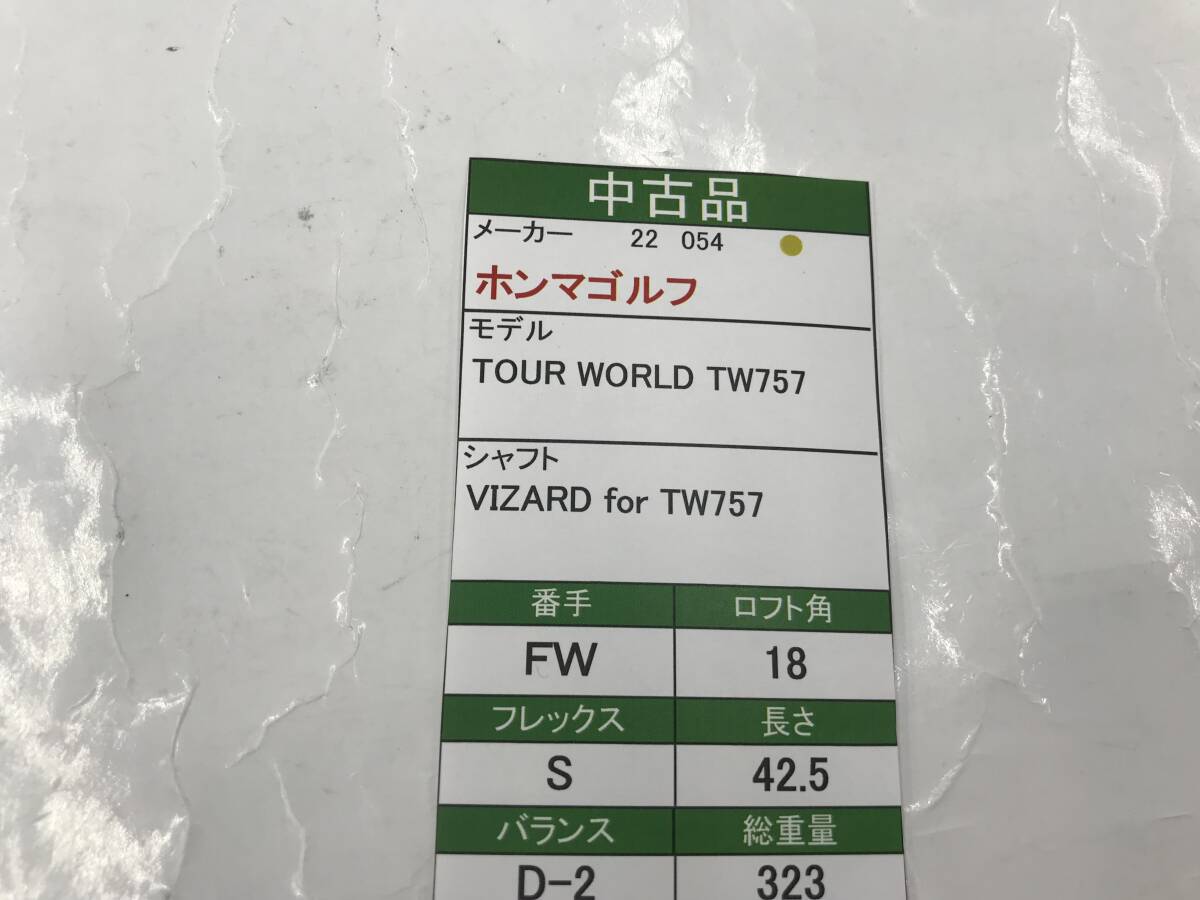 中古品
メーカー 22 054
ホンマゴルフ
モデル
TOUR WORLD TW757
シャフト
VIZARD for TW757
番手 ロフト角
FW 18
フレックス 長さ
S 42.5
バランス 総重量
D-2 323